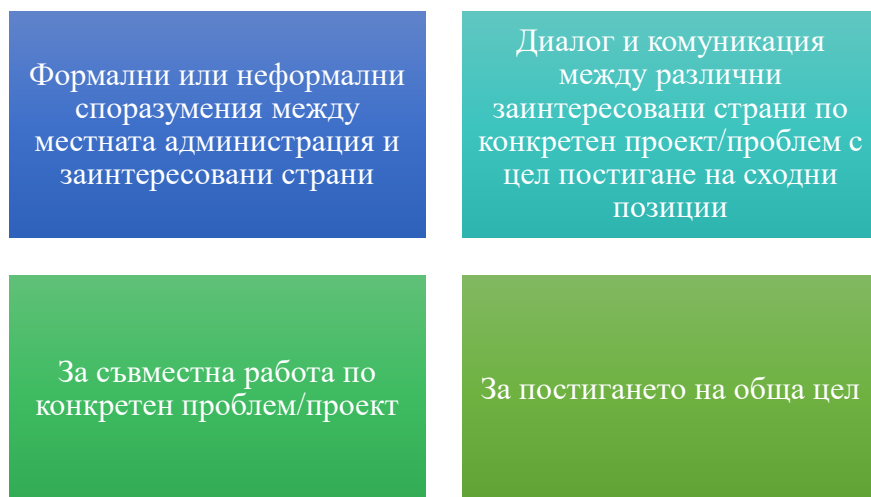 Формални или неформални
споразумения между
местната администрация и
заинтересовани страни
Диалог и комуникация
между различни
заинтересовани страни по
конкретен проект/проблем с
цел постигане на сходни
позиции
За съвместна работа по
конкретен проблем/проект
За постигането на обща цел